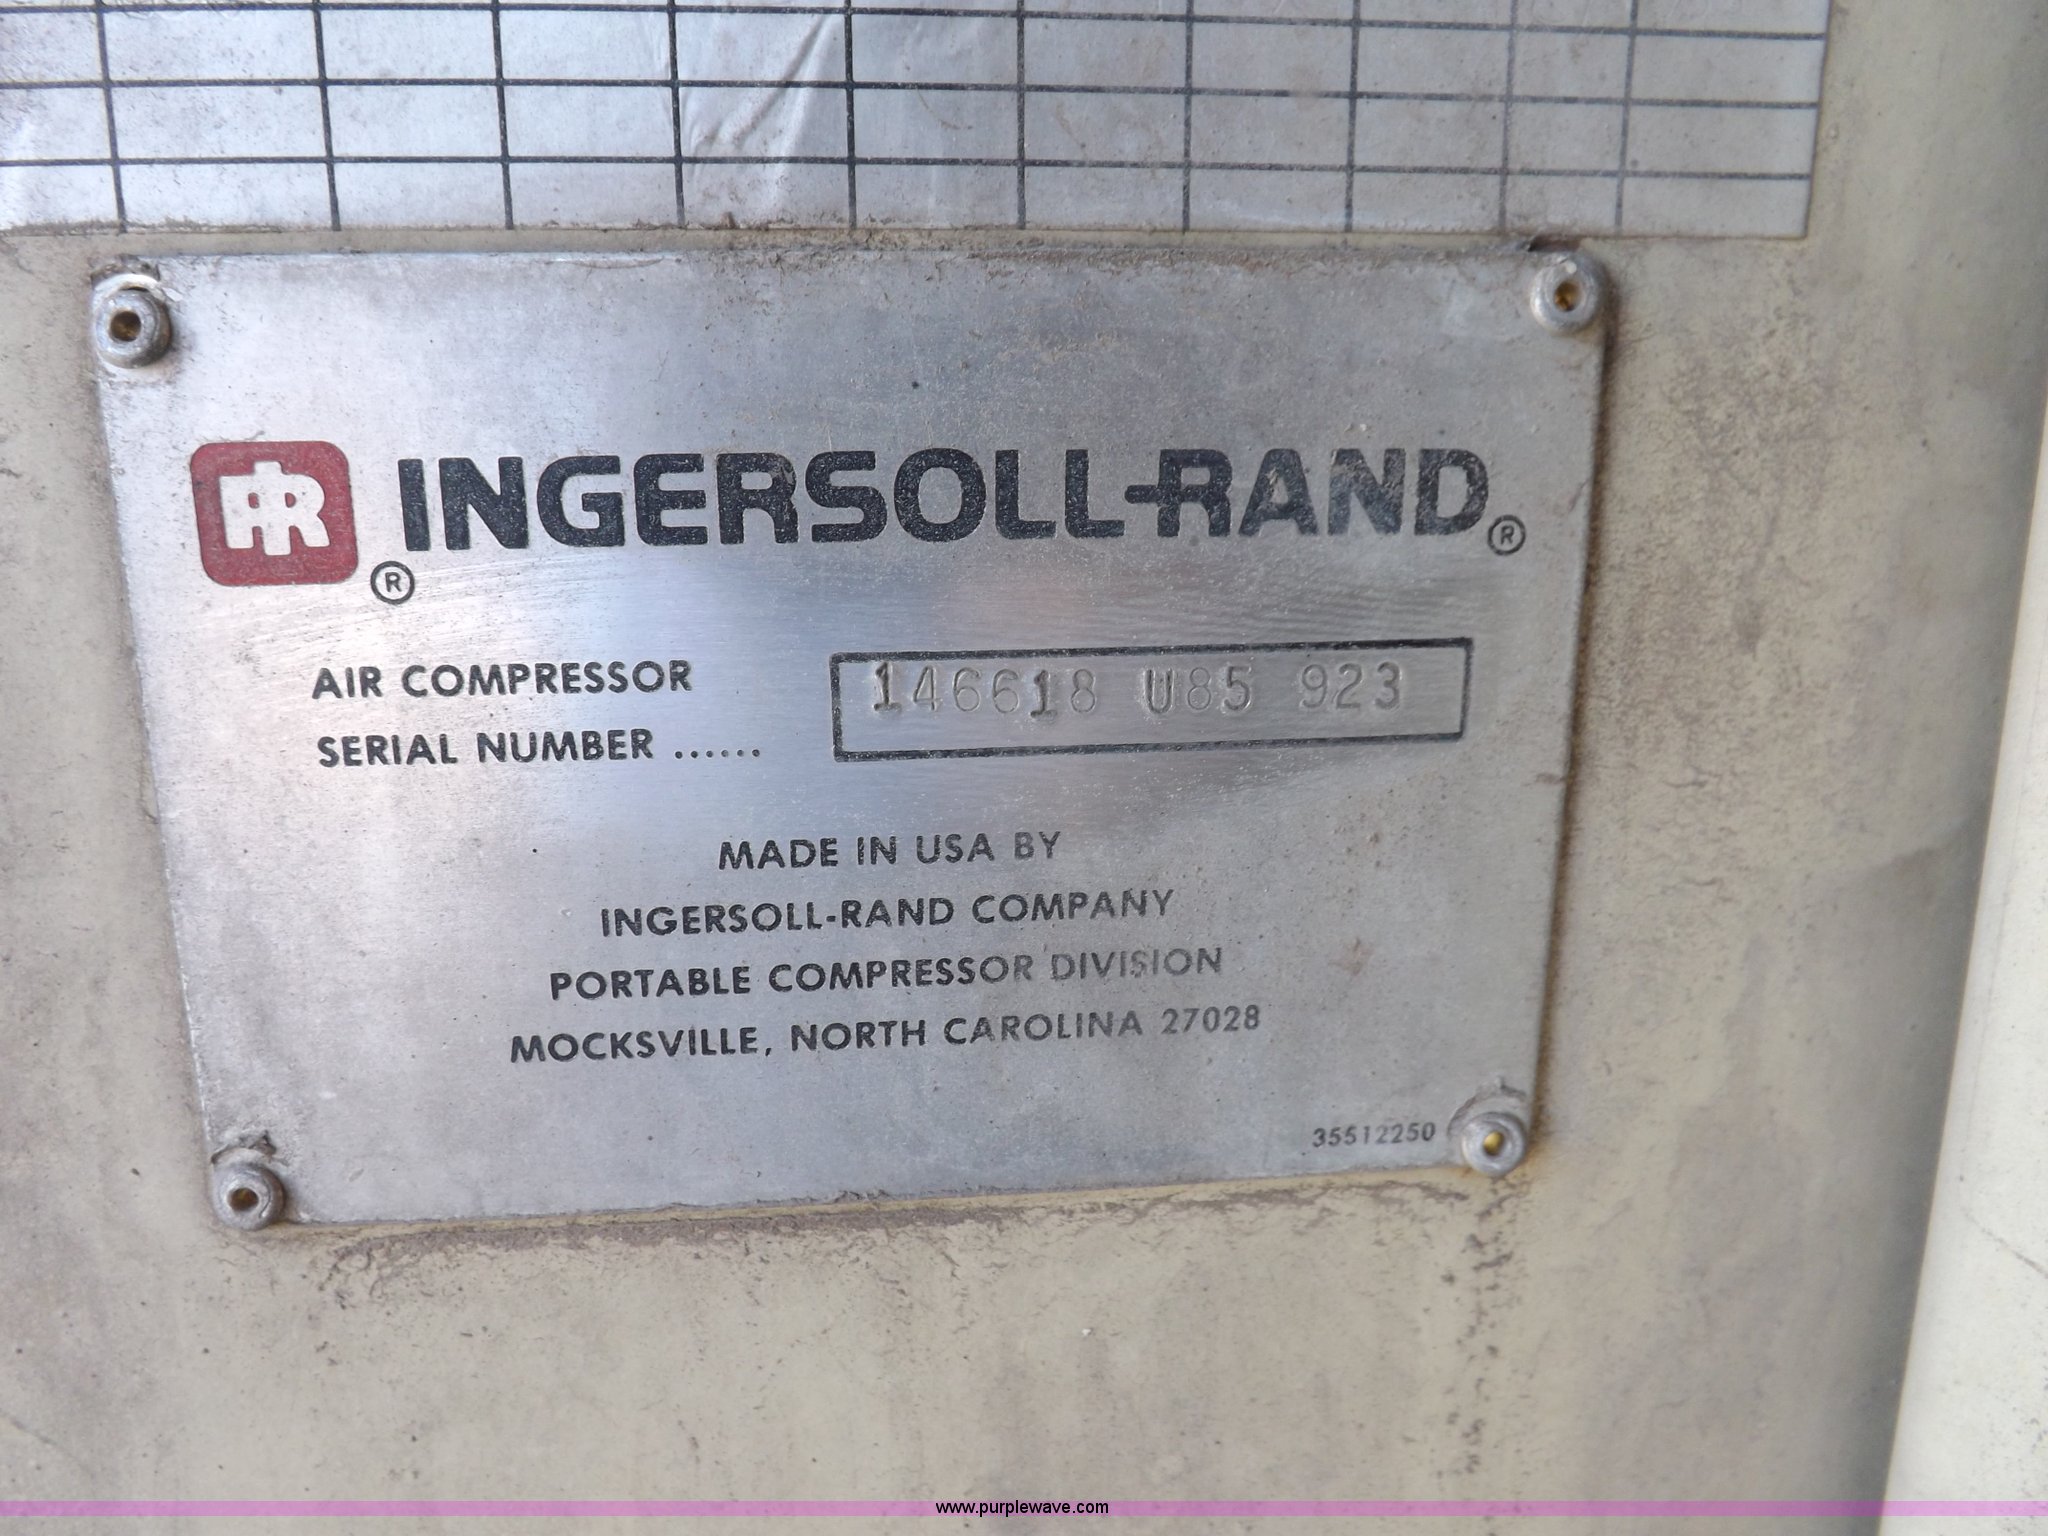 IR ® INGERSOLL-RAND ®
AIR COMPRESSOR
SERIAL NUMBER ...... 146618 U85 923
MADE IN USA BY
INGERSOLL-RAND COMPANY
PORTABLE COMPRESSOR DIVISION
MOCKSVILLE, NORTH CAROLINA 27028
35512250
www.purplewave.com